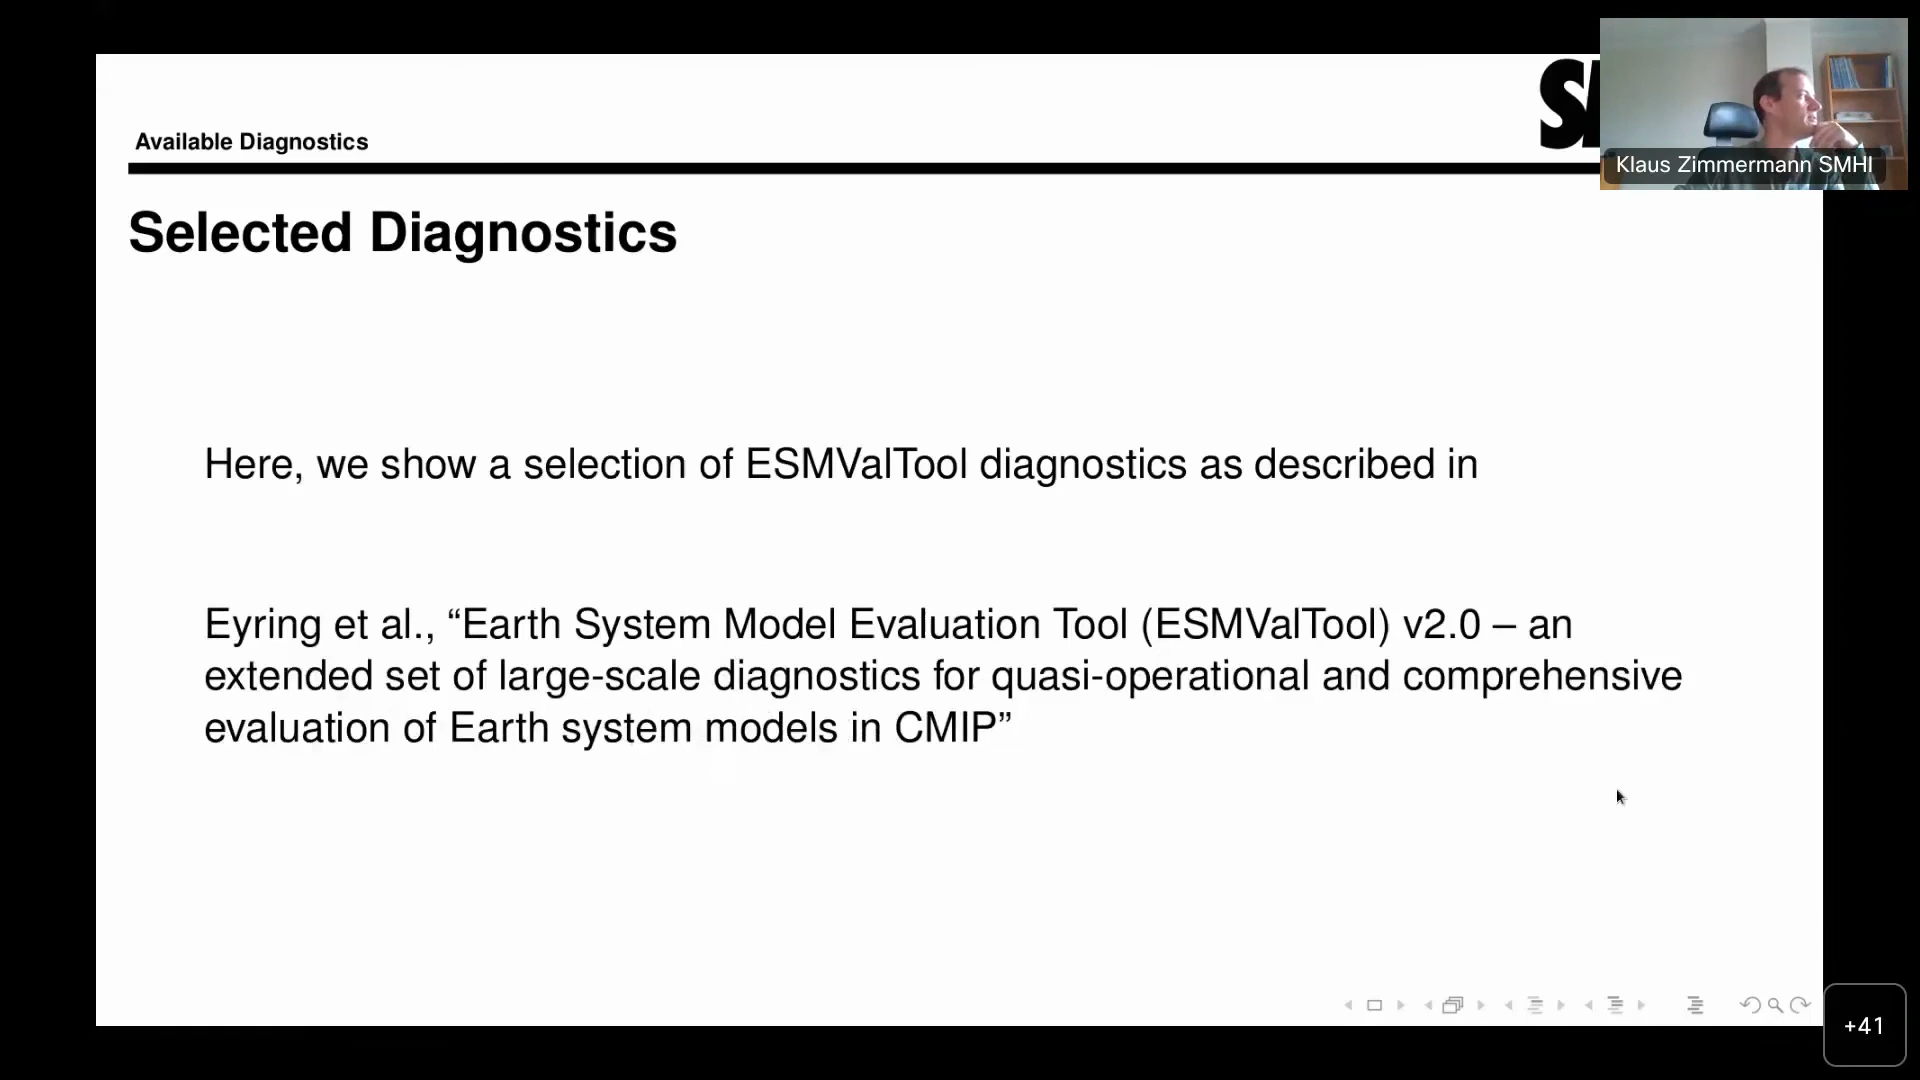 Available Diagnostics
Klaus Zimmermann SMHI
Selected Diagnostics
Here, we show a selection of ESMValTool diagnostics as described in
Eyring et al., “Earth System Model Evaluation Tool (ESMValTool) v2.0 – an
extended set of large-scale diagnostics for quasi-operational and comprehensive
evaluation of Earth system models in CMIP”
+41